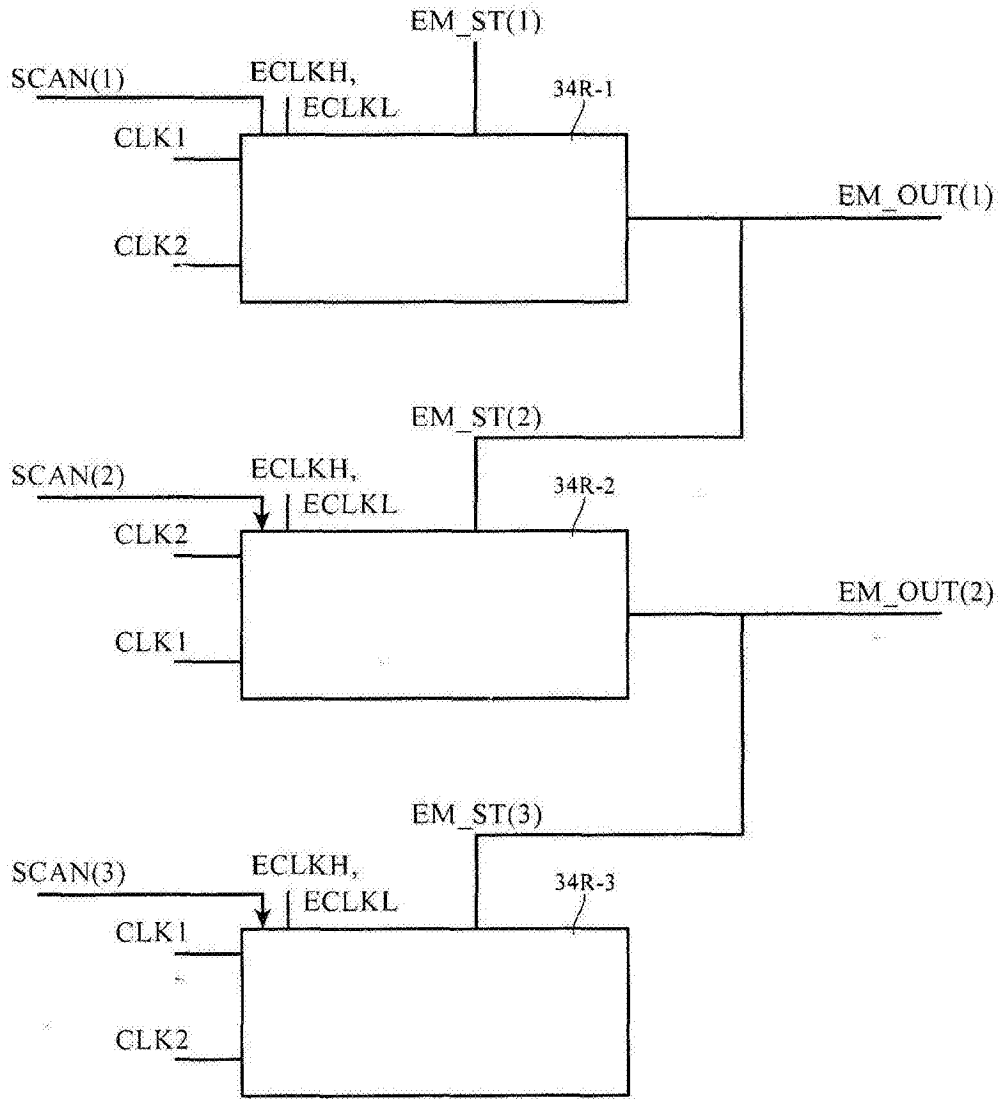 EM_ST(1)
SCAN(1)
ECLKH,
ECLKL
34R-1
CLK1
EM_OUT(1)
CLK2
EM_ST(2)
SCAN(2)
ECLKH,
ECLKL
34R-2
CLK2
EM_OUT(2)
CLK1
EM_ST(3)
SCAN(3)
ECLKH,
ECLKL
34R-3
CLK1
CLK2